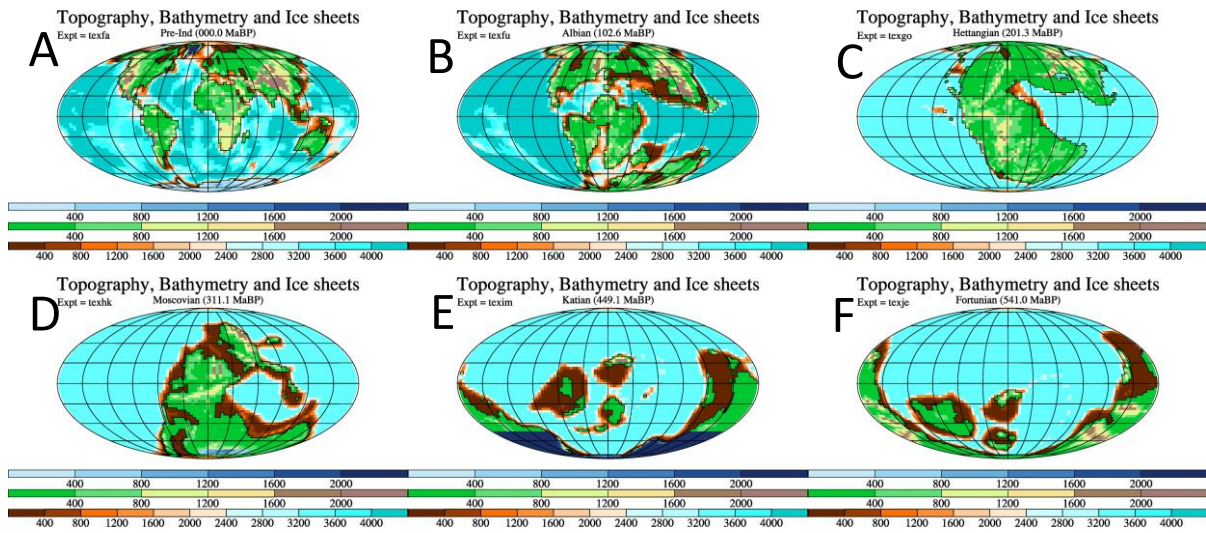 A
Topography, Bathymetry and Ice sheets
Expt = texfa
Pre-Ind (000.0 MaBP)
400 800 1200 1600 2000
400 800 1200 1600 2000
400 800 1200 1600 2000 2400 2800 3200 3600 4000
B
Topography, Bathymetry and Ice sheets
Expt = texfu
Albian (102.6 MaBP)
400 800 1200 1600 2000
400 800 1200 1600 2000
400 800 1200 1600 2000 2400 2800 3200 3600 4000
C
Topography, Bathymetry and Ice sheets
Expt = texgo
Hettangian (201.3 MaBP)
400 800 1200 1600 2000
400 800 1200 1600 2000
400 800 1200 1600 2000 2400 2800 3200 3600 4000
D
Topography, Bathymetry and Ice sheets
Expt = texhk
Moscovian (311.1 MaBP)
400 800 1200 1600 2000
400 800 1200 1600 2000
400 800 1200 1600 2000 2400 2800 3200 3600 4000
E
Topography, Bathymetry and Ice sheets
Expt = texim
Katian (449.1 MaBP)
400 800 1200 1600 2000
400 800 1200 1600 2000
400 800 1200 1600 2000 2400 2800 3200 3600 4000
F
Topography, Bathymetry and Ice sheets
Expt = texje
Fortunian (541.0 MaBP)
400 800 1200 1600 2000
400 800 1200 1600 2000
400 800 1200 1600 2000 2400 2800 3200 3600 4000